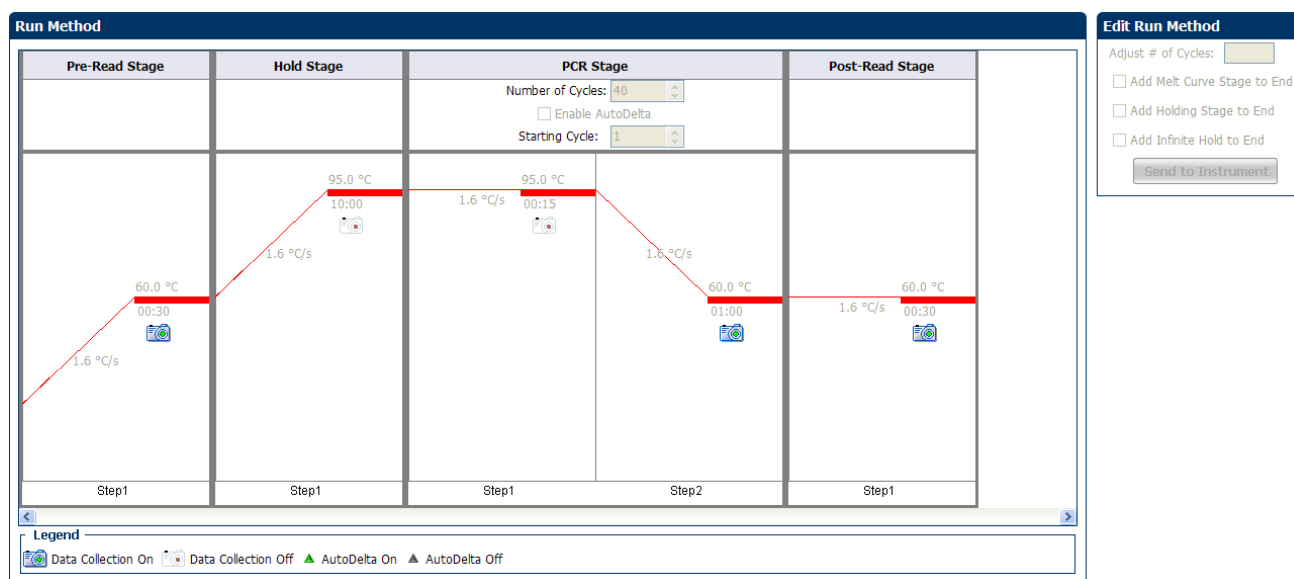 Run Method
Edit Run Method
Pre-Read Stage
Hold Stage
PCR Stage
Post-Read Stage
Adjust # of Cycles:
Number of Cycles: 40
Enable AutoDelta
Starting Cycle: 1
Add Melt Curve Stage to End
Add Holding Stage to End
Add Infinite Hold to End
Send to Instrument
60.0 °C
00:30
1.6 °C/s
95.0 °C
10:00
1.6 °C/s
95.0 °C
1.6 °C/s
00:15
1.6 °C/s
60.0 °C
01:00
60.0 °C
1.6 °C/s
00:30
Step1
Step1
Step1
Step2
Step1
Legend
Data Collection On
Data Collection Off
AutoDelta On
AutoDelta Off